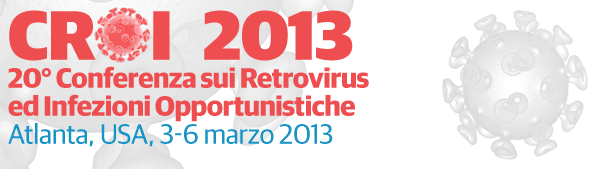 CROI 2013
20° Conferenza sui Retrovirus
ed Infezioni Opportunistiche
Atlanta, USA, 3-6 marzo 2013